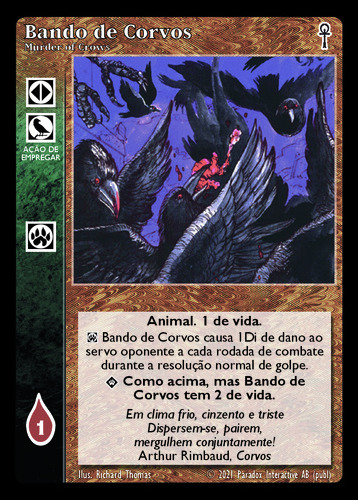 Bando de Corvos
Murder of Crows
AÇÃO DE
EMPREGAR
1
Animal. 1 de vida.
Bando de Corvos causa 1Di de dano ao
servo oponente a cada rodada de combate
durante a resolução normal de golpe.
Como acima, mas Bando de
Corvos tem 2 de vida.
Em clima frio, cinzento e triste
Dispersem-se, pairem,
mergulhem conjuntamente!
Arthur Rimbaud, Corvos
Ilus. Richard Thomas
© 2021 Paradox Interactive AB (publ)